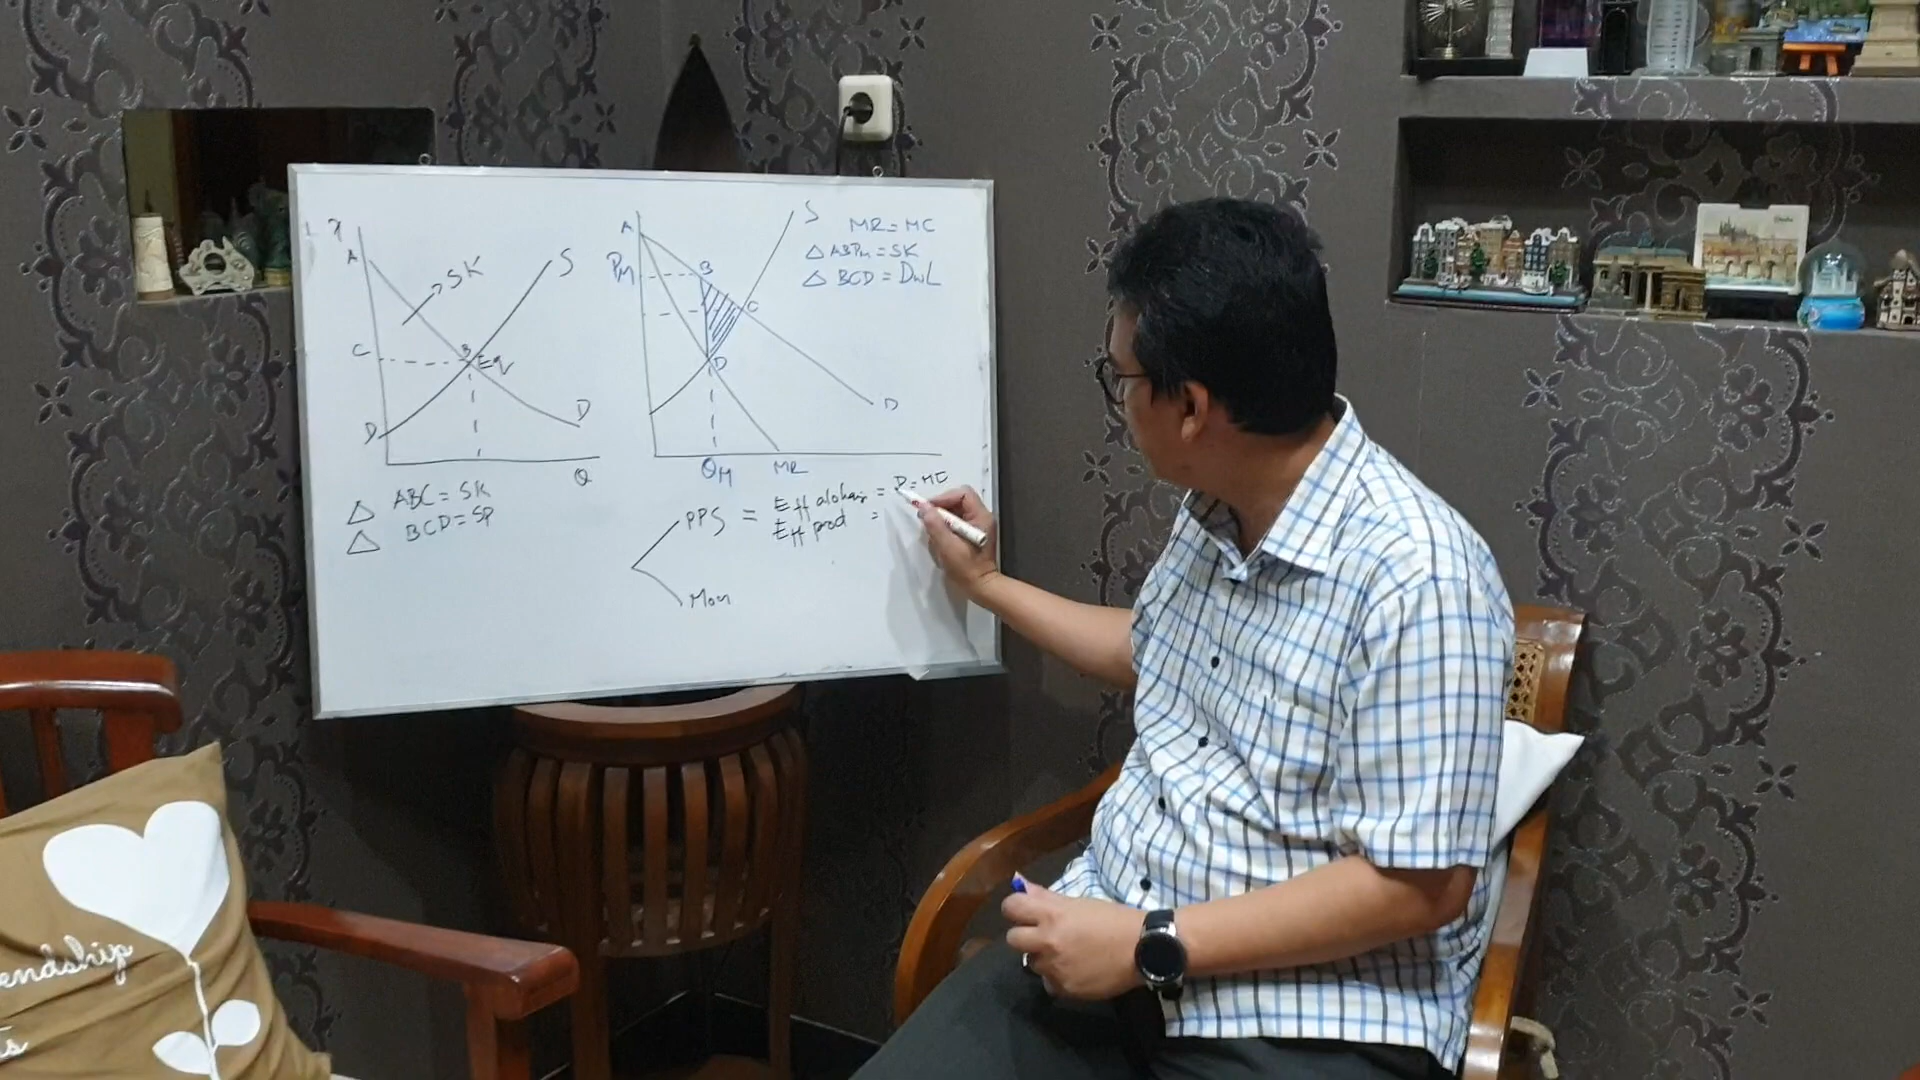 A
SK
S
C
B
Eq
D
D
Q
△ ABC = SK
△ BCD = SP
A
PM
B
S
C
D
D
QM
MR
MR = MC
△ ABPM = SK
△ BCD = DWL
PPS = Eff alokasi = P = MC
Eff prod =
Mon
endship